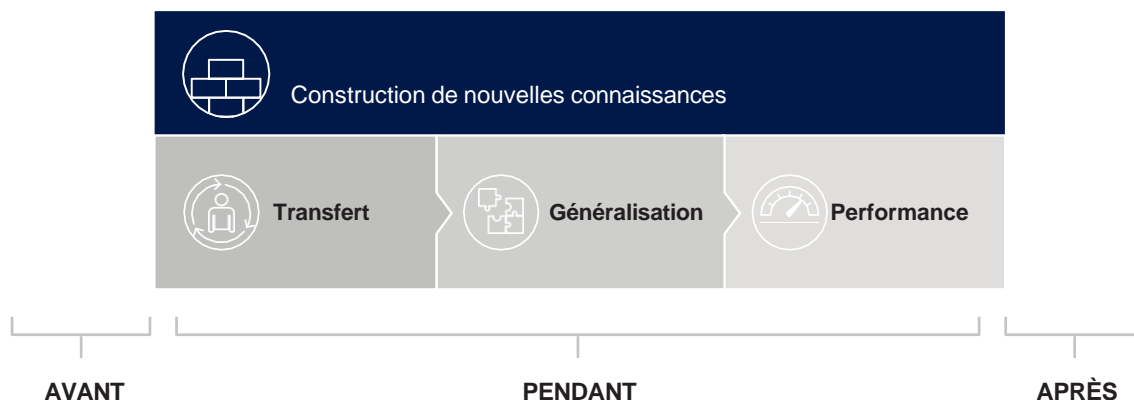 Construction de nouvelles connaissances
Transfert Généralisation Performance
AVANT PENDANT APRÈS